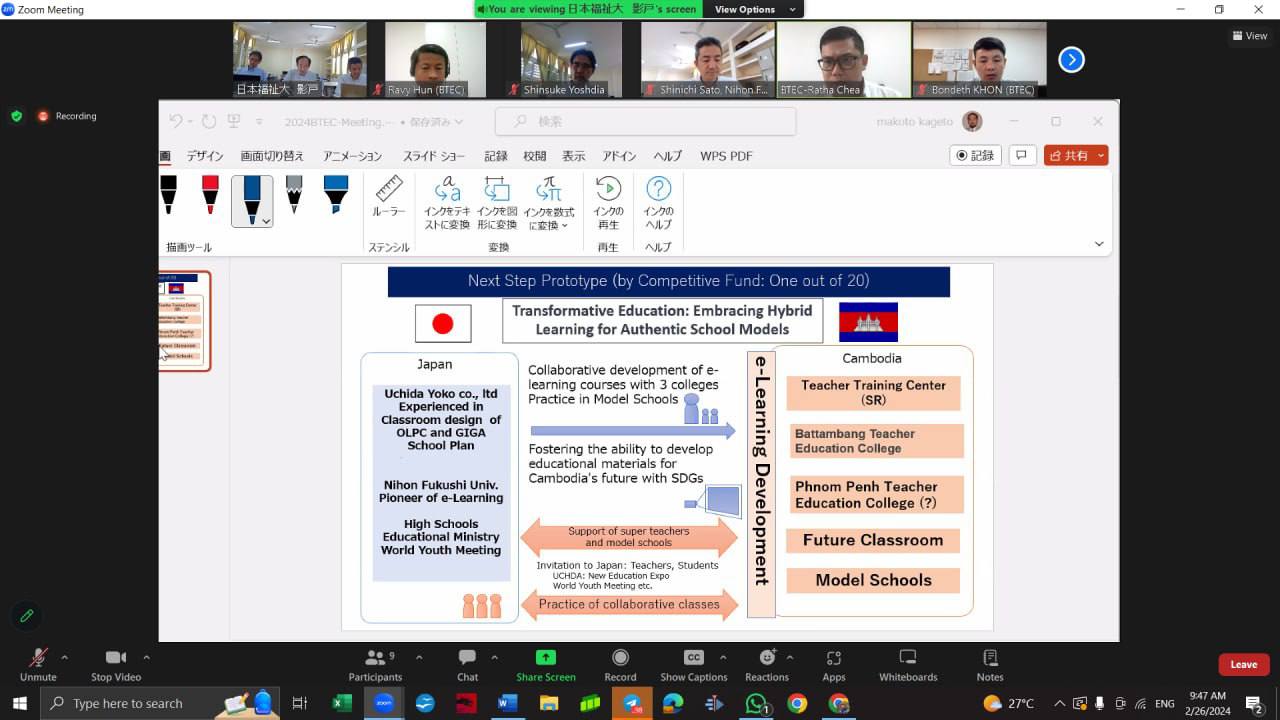 Zoom Meeting
You are viewing 日本福祉大　影戸's screen
View Options
View
日本福祉大　影戸
Ravy Hun (BTEC)
Shinsuke Yoshdia
Shinichi Sato, Nihon F...
BTEC-Ratha Chea
Bondeth KHON (BTEC)
Recording
2024BTEC-Meeting.… • 保存済み
検索
makoto kageto
画 デザイン 画面切り替え アニメーション スライド ショー 記録 校閲 表示 アドイン ヘルプ WPS PDF
記録
共有
ルーラー
インクをテキ
ストに変換
インクを図
形に変換
インクを数式
に変換
インクの
再生
インクの
ヘルプ
描画ツール
ステンシル
変換
再生
ヘルプ
Next Step Prototype (by Competitive Fund: One out of 20)
Transformative Education: Embracing Hybrid
Learning for Authentic School Models
Japan
Uchida Yoko co., ltd
Experienced in
Classroom design of
OLPC and GIGA
School Plan
Nihon Fukushi Univ.
Pioneer of e-Learning
High Schools
Educational Ministry
World Youth Meeting
Collaborative development of e-
learning courses with 3 colleges
Practice in Model Schools
Fostering the ability to develop
educational materials for
Cambodia's future with SDGs
Support of super teachers
and model schools
Invitation to Japan: Teachers, Students
UCHDA: New Education Expo
World Youth Meeting etc.
Practice of collaborative classes
e-Learning Development
Cambodia
Teacher Training Center
(SR)
Battambang Teacher
Education College
Phnom Penh Teacher
Education College (?)
Future Classroom
Model Schools
Unmute
Stop Video
9
Participants
Chat
Share Screen
Record
CC
Show Captions
Reactions
Apps
Whiteboards
Notes
Leave
Type here to search
27°C
ENG
9:47 AM
2/26/2024
2